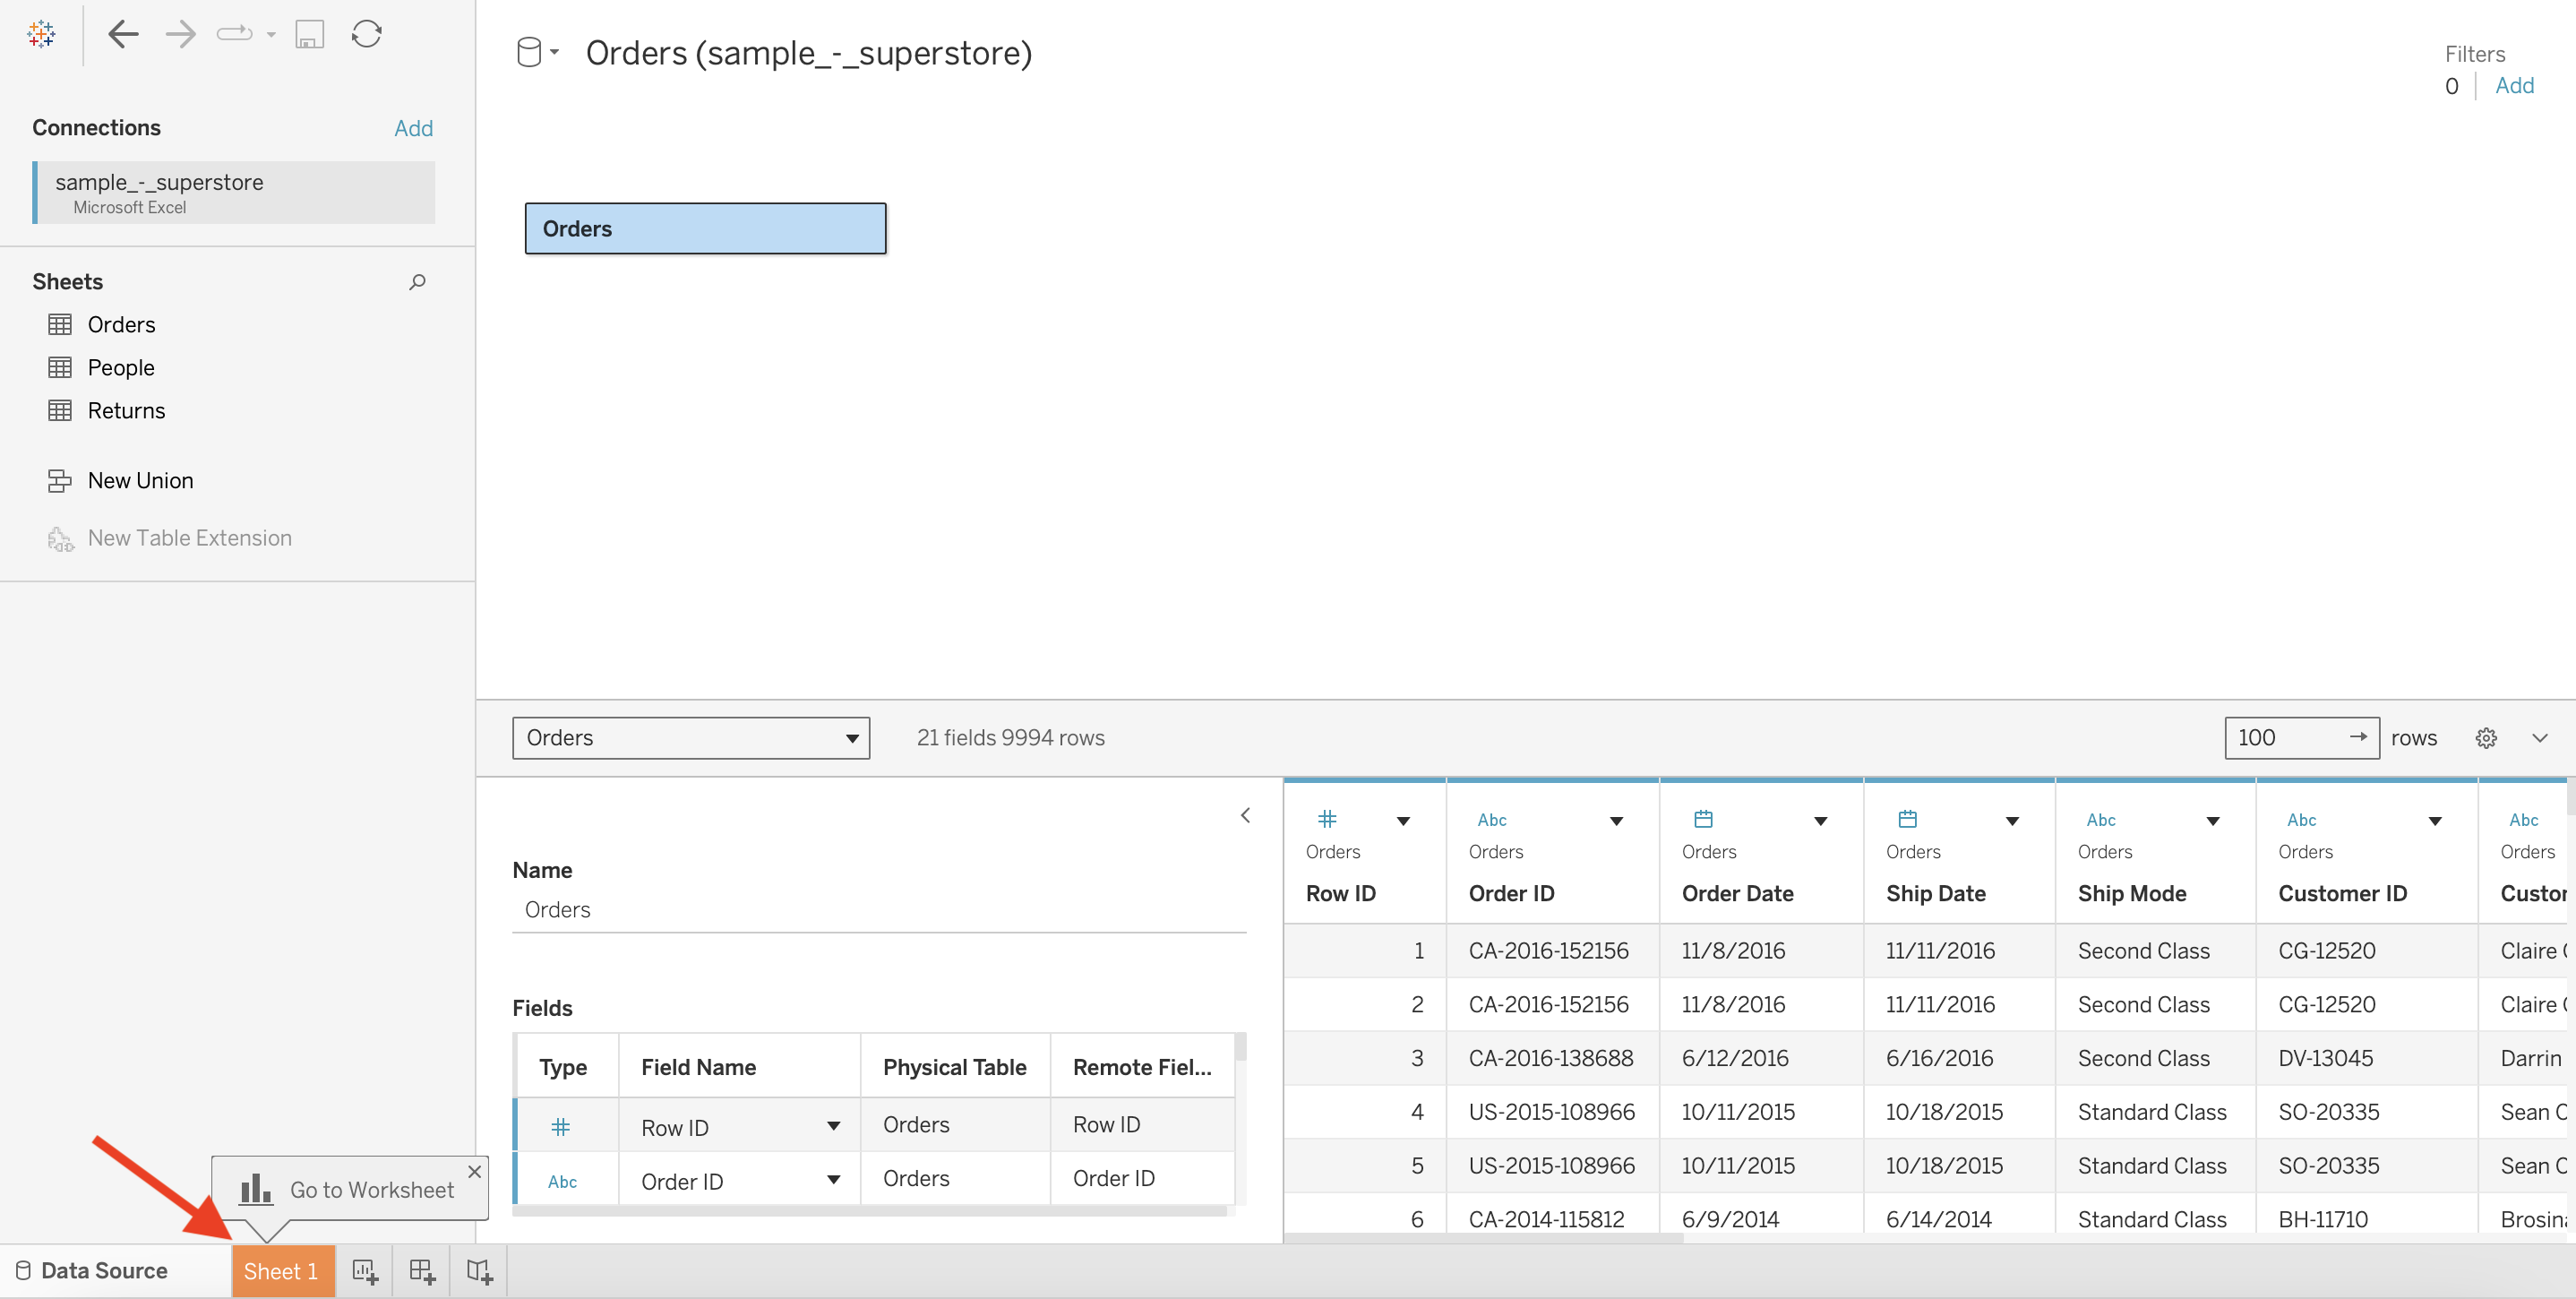 Orders (sample_-_superstore)
Filters
0 Add
Connections Add
sample_-_superstore
Microsoft Excel
Orders
Sheets
Orders
People
Returns
New Union
New Table Extension
Orders 21 fields 9994 rows 100 rows
Name
Orders
Fields
Type Field Name Physical Table Remote Fiel...
# Row ID Orders Row ID
Abc Order ID Orders Order ID
# Abc Abc Abc Abc
Orders Orders Orders Orders Orders Orders Orders
Row ID Order ID Order Date Ship Date Ship Mode Customer ID
1 CA-2016-152156 11/8/2016 11/11/2016 Second Class CG-12520 Claire
2 CA-2016-152156 11/8/2016 11/11/2016 Second Class CG-12520 Claire
3 CA-2016-138688 6/12/2016 6/16/2016 Second Class DV-13045 Darrin
4 US-2015-108966 10/11/2015 10/18/2015 Standard Class SO-20335 Sean
5 US-2015-108966 10/11/2015 10/18/2015 Standard Class SO-20335 Sean
6 CA-2014-115812 6/9/2014 6/14/2014 Standard Class BH-11710
Go to Worksheet
Data Source Sheet 1